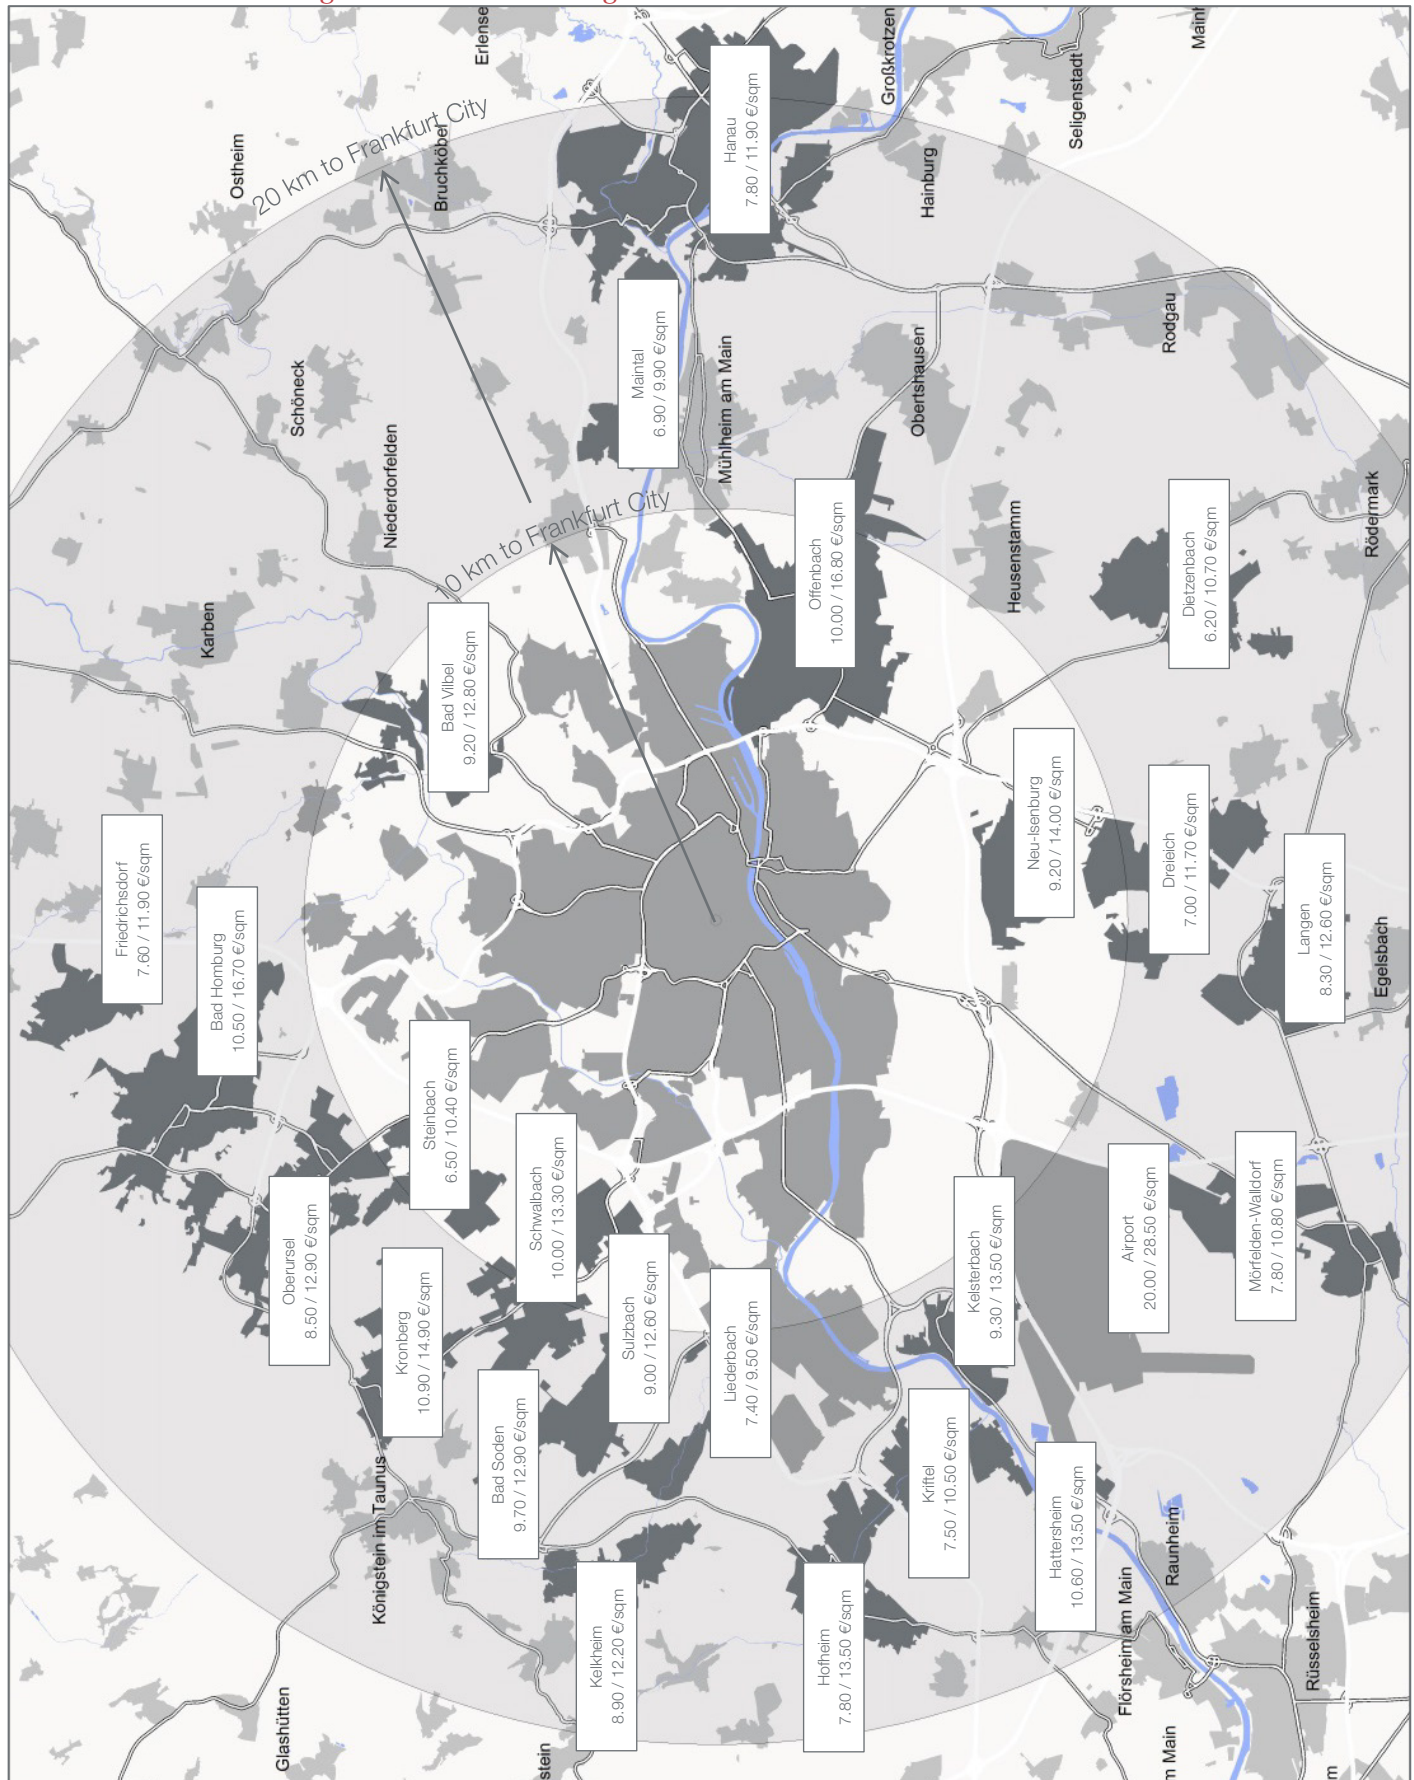 Friedrichsdorf
7.60 / 11.90 €/sqm
Ostheim
Karben
Bad Homburg
10.50 / 16.70 €/sqm
20 km to Frankfurt City
Glashütten
Oberursel
8.50 / 12.90 €/sqm
Schöneck
Königstein im Taunus
Niederdorfelden
Kronberg
10.90 / 14.90 €/sqm
Steinbach
6.50 / 10.40 €/sqm
Bad Vilbel
9.20 / 12.80 €/sqm
Bruchköbel
10 km to Frankfurt City
Erlense
Bad Soden
9.70 / 12.90 €/sqm
Schwalbach
10.00 / 13.30 €/sqm
stein
Kelkheim
8.90 / 12.20 €/sqm
Sulzbach
9.00 / 12.60 €/sqm
Maintal
6.90 / 9.90 €/sqm
Liederbach
7.40 / 9.50 €/sqm
Mühlheim am Main
Hanau
7.80 / 11.90 €/sqm
Hofheim
7.80 / 13.50 €/sqm
Offenbach
10.00 / 16.80 €/sqm
Großkrotzen
Kriftel
7.50 / 10.50 €/sqm
Obertshausen
Hainburg
Kelsterbach
9.30 / 13.50 €/sqm
Heusenstamm
Neu-Isenburg
9.20 / 14.00 €/sqm
Hattersheim
10.60 / 13.50 €/sqm
Seligenstadt
Flörsheim am Main
Airport
20.00 / 28.50 €/sqm
Raunheim
Dreieich
7.00 / 11.70 €/sqm
Rodgau
m Main
Dietzenbach
6.20 / 10.70 €/sqm
Mainh
Mörfelden-Walldorf
7.80 / 10.80 €/sqm
Langen
8.30 / 12.60 €/sqm
Rüsselsheim
m
Egelsbach
Rödermark